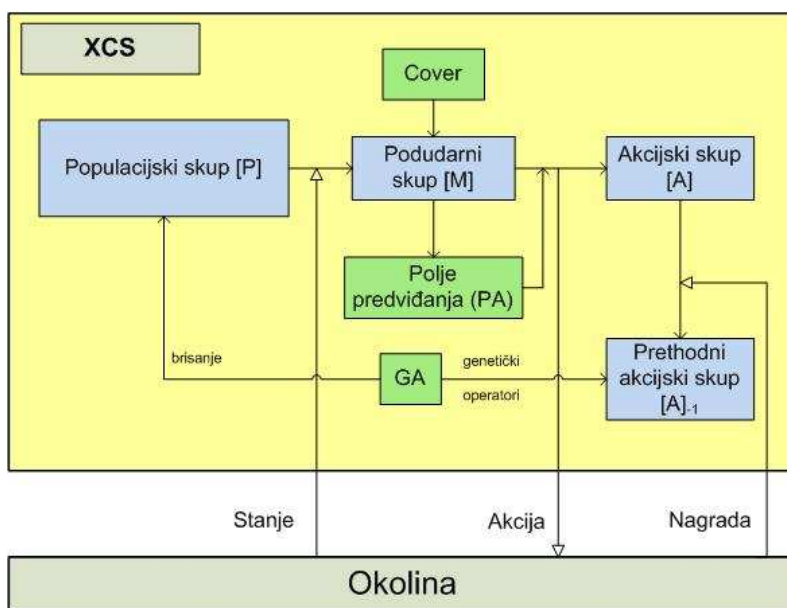 XCS
Cover
Populacijski skup [P]
Podudarni
skup [M]
Akcijski skup
[A]
Polje
predviđanja (PA)
brisanje
GA
genetički
operatori
Prethodni
akcijski skup
[A]-1
Stanje
Akcija
Nagrada
Okolina